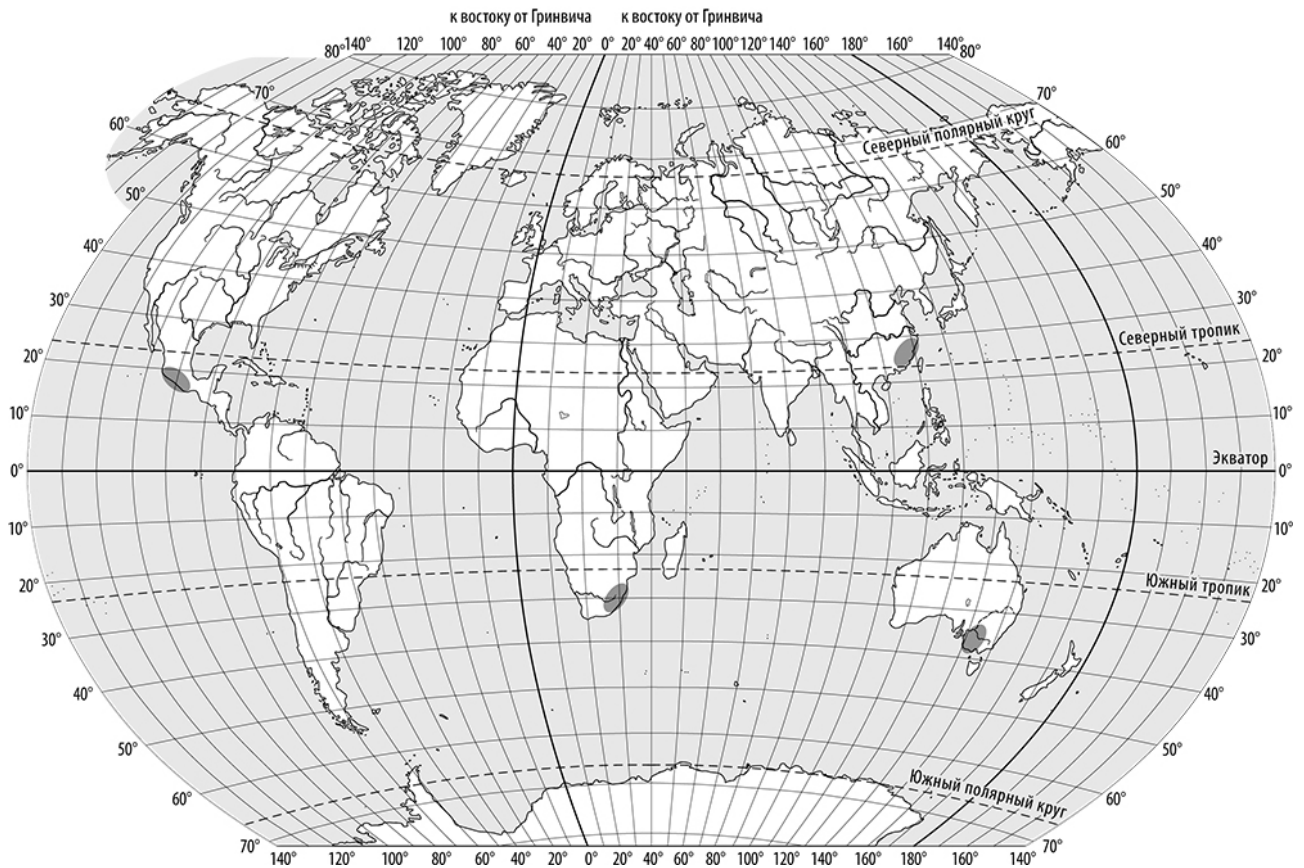 к востоку от Гринвича к востоку от Гринвича
80° 140° 120° 100° 80° 60° 40° 20° 0° 20° 40° 60° 80° 100° 120° 140° 160° 180° 160° 140° 80°
70° 70°
60° Северный полярный круг 60°
50° 50°
40° 40°
30° 30°
20° Северный тропик 20°
10° 10°
0° Экватор 0°
10° 10°
20° Южный тропик 20°
30° 30°
40° 40°
50° 50°
60° Южный полярный круг 60°
70° 70°
140° 120° 100° 80° 60° 40° 20° 0° 20° 40° 60° 80° 100° 120° 140° 160° 180° 160° 140°